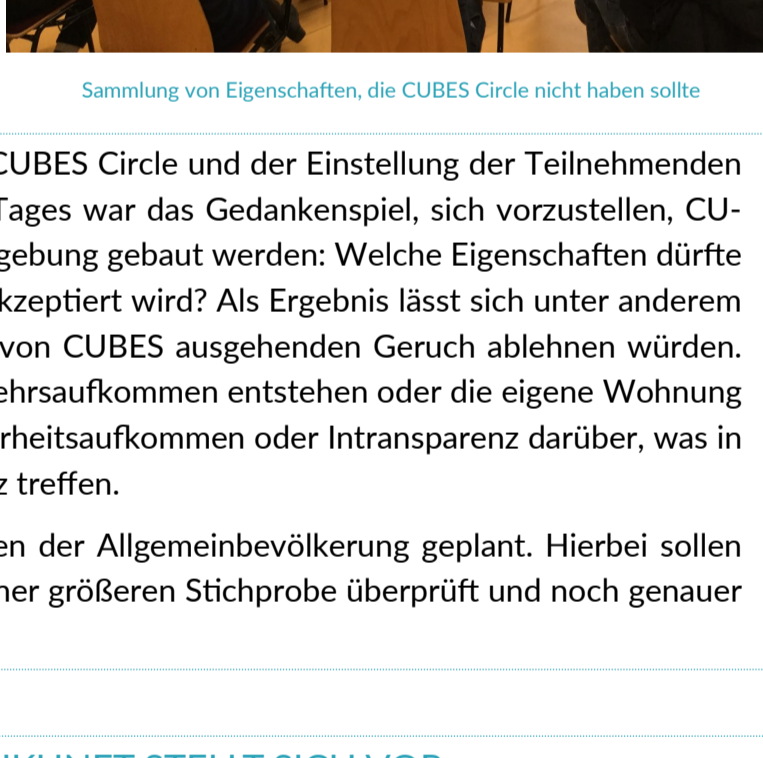 Sammlung von Eigenschaften, die CUBES Circle nicht haben sollte
CUBES Circle und der Einstellung der Teilnehmenden
Tages war das Gedankenspiel, sich vorzustellen, CU-
gebung gebaut werden: Welche Eigenschaften dürfte
kzeptiert wird? Als Ergebnis lässt sich unter anderem
von CUBES ausgehenden Geruch ablehnen würden.
ehrsaufkommen entstehen oder die eigene Wohnung
rheitsaufkommen oder Intransparenz darüber, was in
z treffen.
en der Allgemeinbevölkerung geplant. Hierbei sollen
ner größeren Stichprobe überprüft und noch genauer
STELLT SICH VOR